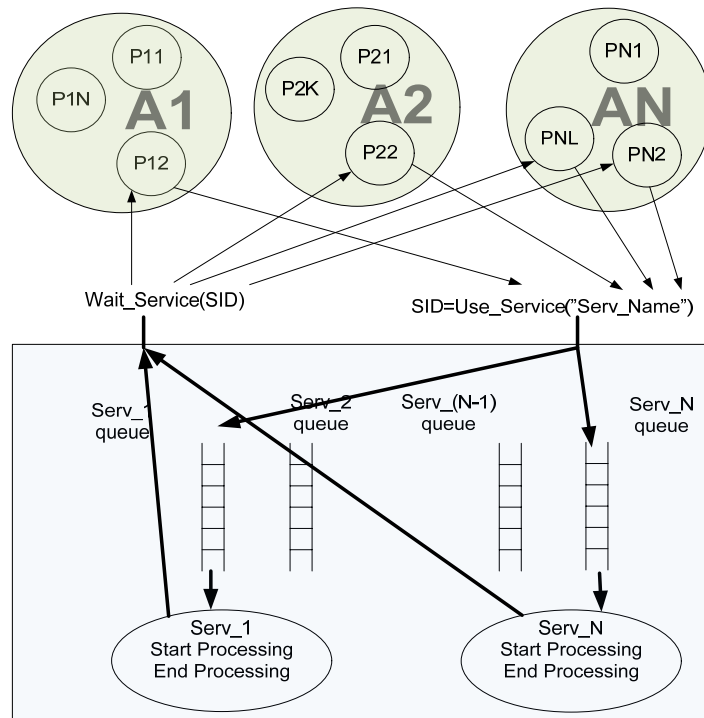 P11
P1N
A1
P12
P21
P2K
A2
P22
PN1
AN
PNL
PN2
Wait_Service(SID)
SID=Use_Service("Serv_Name")
Serv_1
queue
Serv_2
queue
Serv_(N-1)
queue
Serv_N
queue
Serv_1
Start Processing
End Processing
Serv_N
Start Processing
End Processing